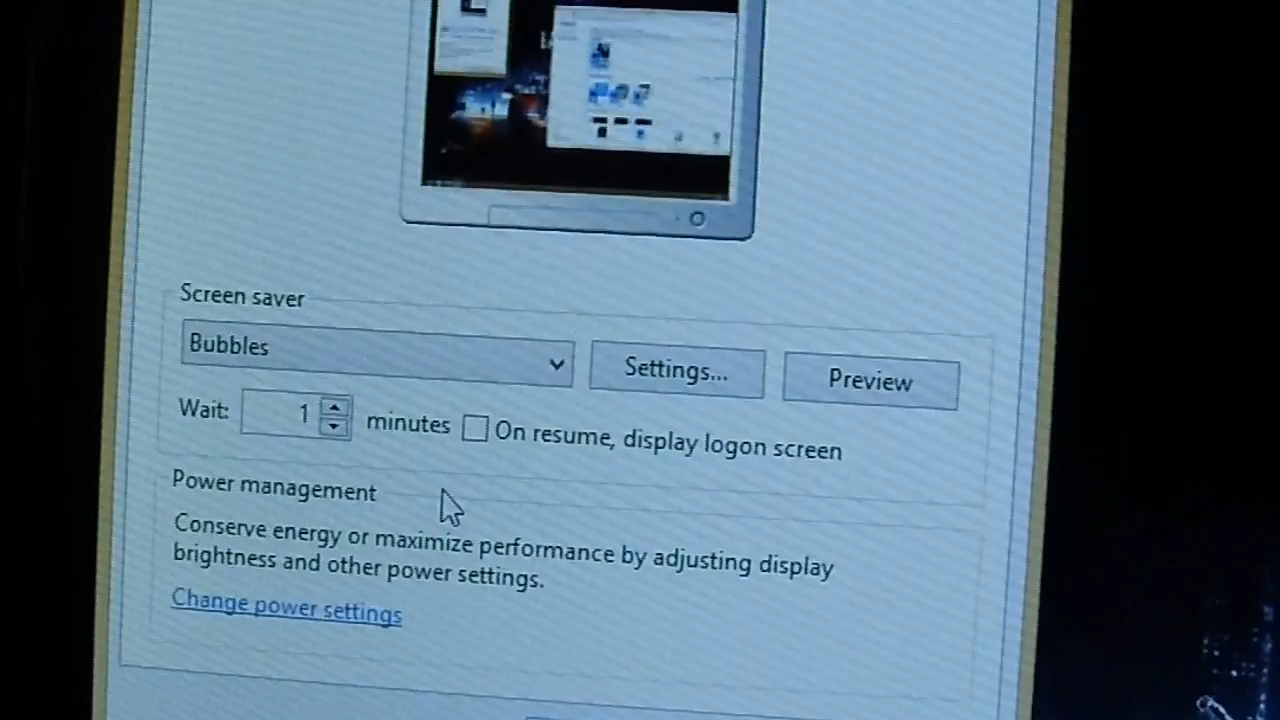 Screen saver
Bubbles
Settings...
Preview
Wait: 1 minutes On resume, display logon screen
Power management
Conserve energy or maximize performance by adjusting display
brightness and other power settings.
Change power settings